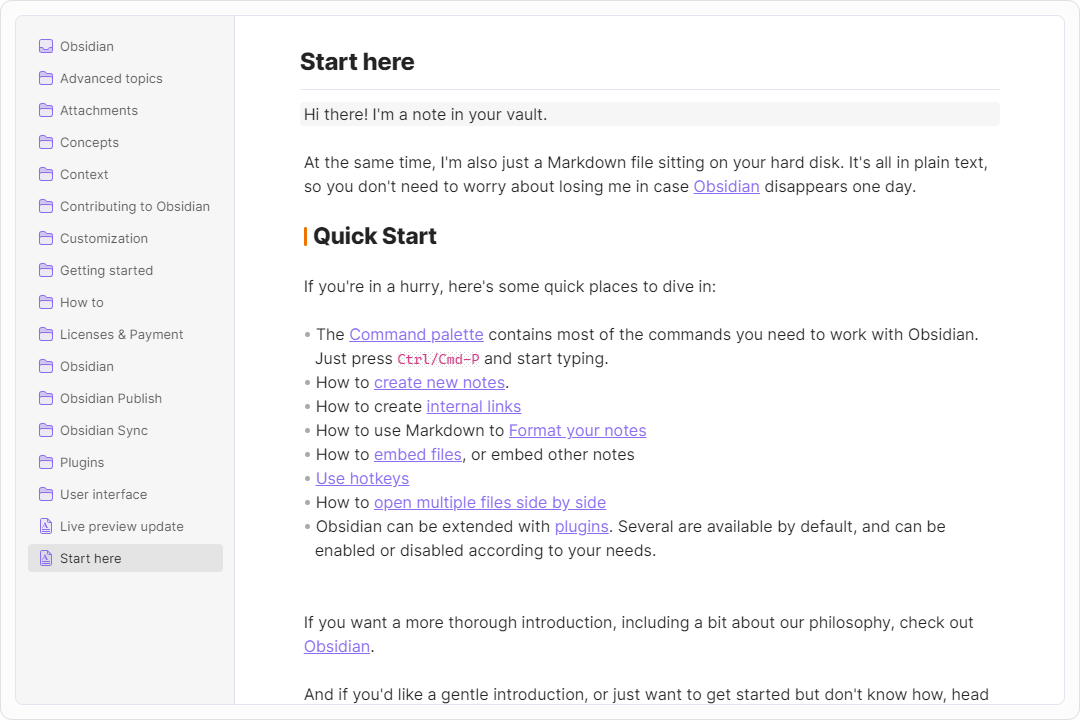 Obsidian
Advanced topics
Attachments
Concepts
Context
Contributing to Obsidian
Customization
Getting started
How to
Licenses & Payment
Obsidian
Obsidian Publish
Obsidian Sync
Plugins
User interface
Live preview update
Start here
Start here
Hi there! I'm a note in your vault.
At the same time, I'm also just a Markdown file sitting on your hard disk. It's all in plain text,
so you don't need to worry about losing me in case Obsidian disappears one day.
Quick Start
If you're in a hurry, here's some quick places to dive in:
• The Command palette contains most of the commands you need to work with Obsidian.
Just press Ctrl/Cmd-P and start typing.
• How to create new notes.
• How to create internal links
• How to use Markdown to Format your notes
• How to embed files, or embed other notes
• Use hotkeys
• How to open multiple files side by side
• Obsidian can be extended with plugins. Several are available by default, and can be
enabled or disabled according to your needs.
If you want a more thorough introduction, including a bit about our philosophy, check out
Obsidian.
And if you'd like a gentle introduction, or just want to get started but don't know how, head